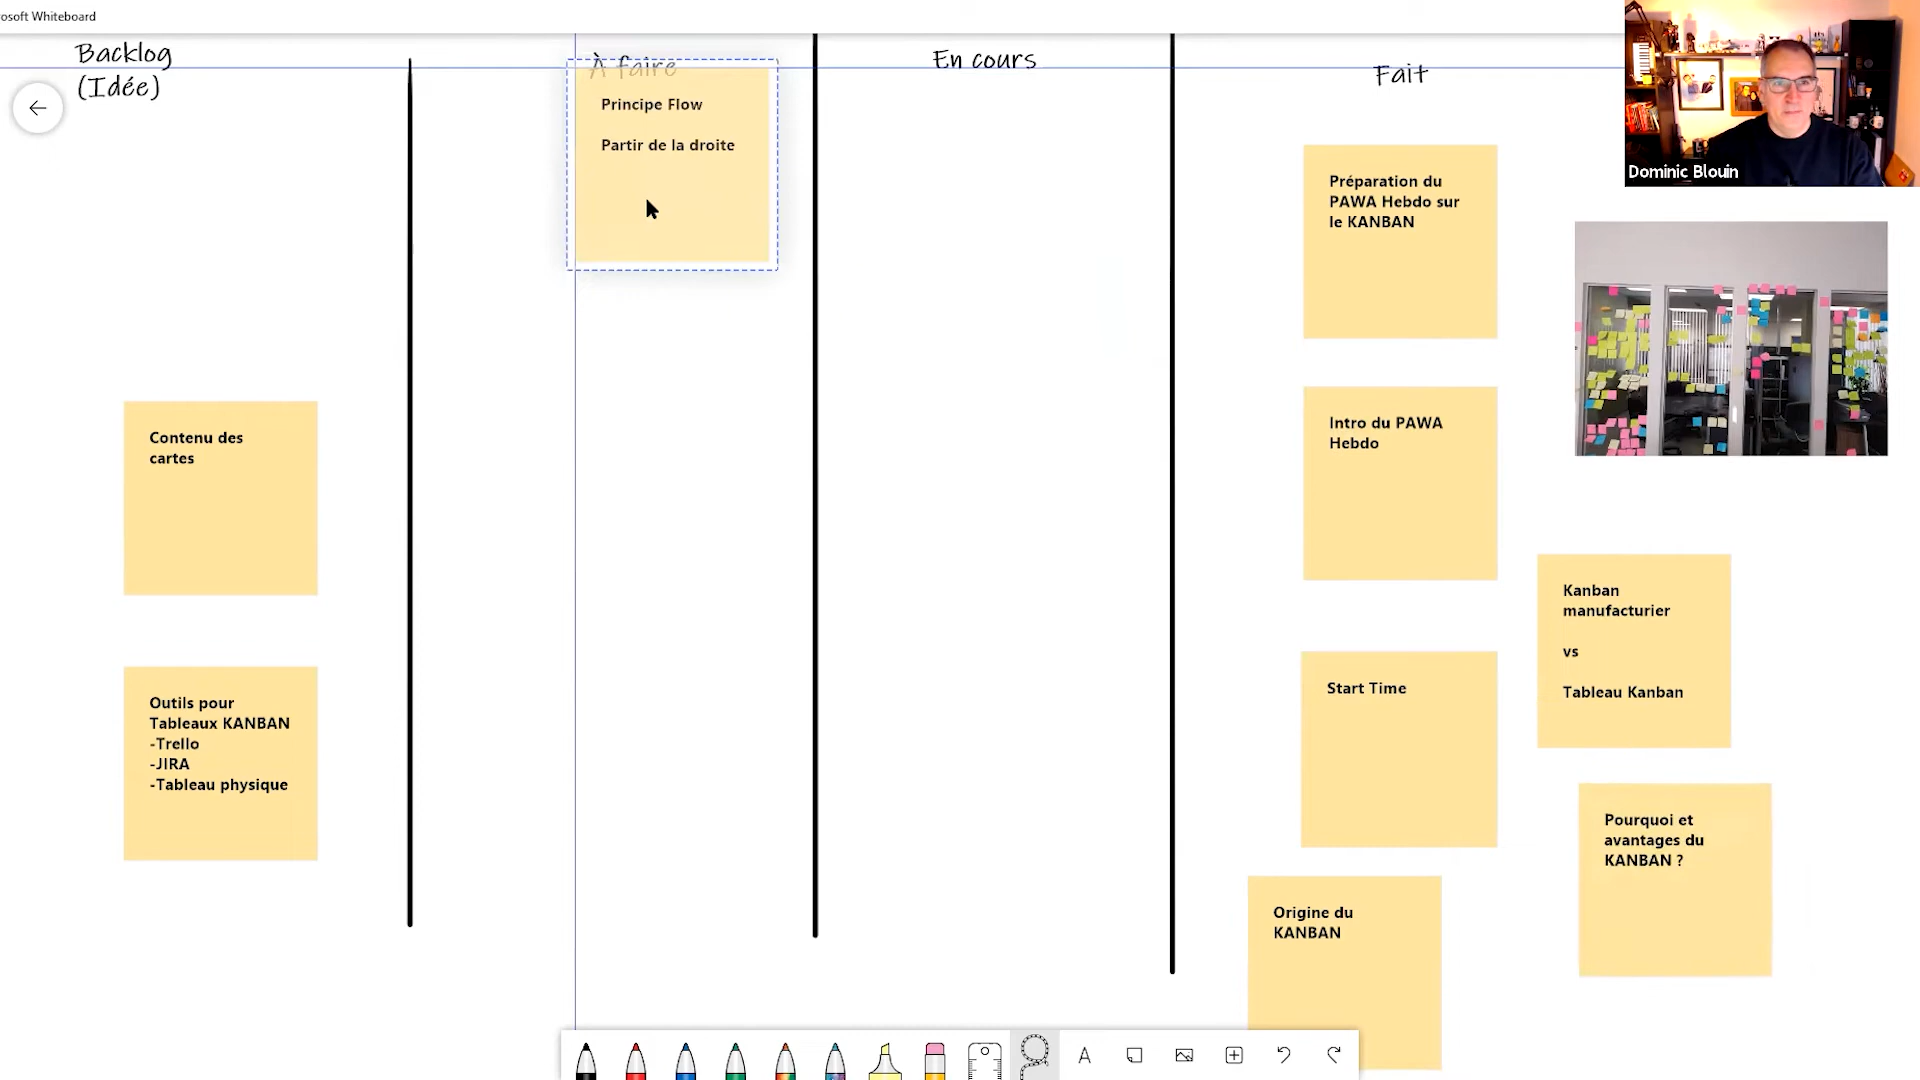 osoft Whiteboard
Backlog
(Idée)
À faire
En cours
Fait
Principe Flow
Partir de la droite
Contenu des
cartes
Outils pour
Tableaux KANBAN
-Trello
-JIRA
-Tableau physique
Préparation du
PAWA Hebdo sur
le KANBAN
Intro du PAWA
Hebdo
Start Time
Origine du
KANBAN
Kanban
manufacturier
vs
Tableau Kanban
Pourquoi et
avantages du
KANBAN ?
Dominic Blouin
A